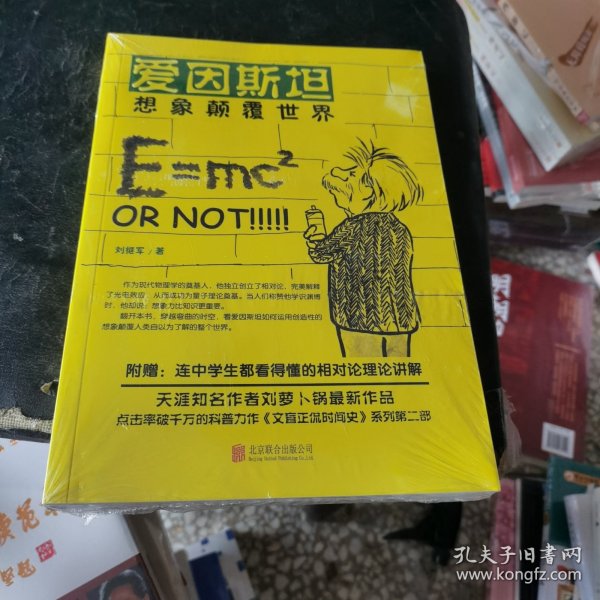 爱因斯坦
想象颠覆世界
E=mc²
OR NOT!!!!!
刘继军/著
作为现代物理学的奠基人，他独立创立了相对论，完美解释
了光电效应，从而成为量子理论奠基。当人们称赞他学识渊博
时，他却说：想象力比知识更重要。
翻开本书，穿越弯曲的时空，看爱因斯坦如何运用创造性的
想象颠覆人类自以为了解的整个世界。
附赠：连中学生都看得懂的相对论理论讲解
天涯知名作者刘萝卜锅最新作品
点击率破千万的科普力作《文盲正侃时间史》系列第二部
北京联合出版公司
Beijing United Publishing Co.,Ltd.
孔夫子旧书网
www.kongfz.com